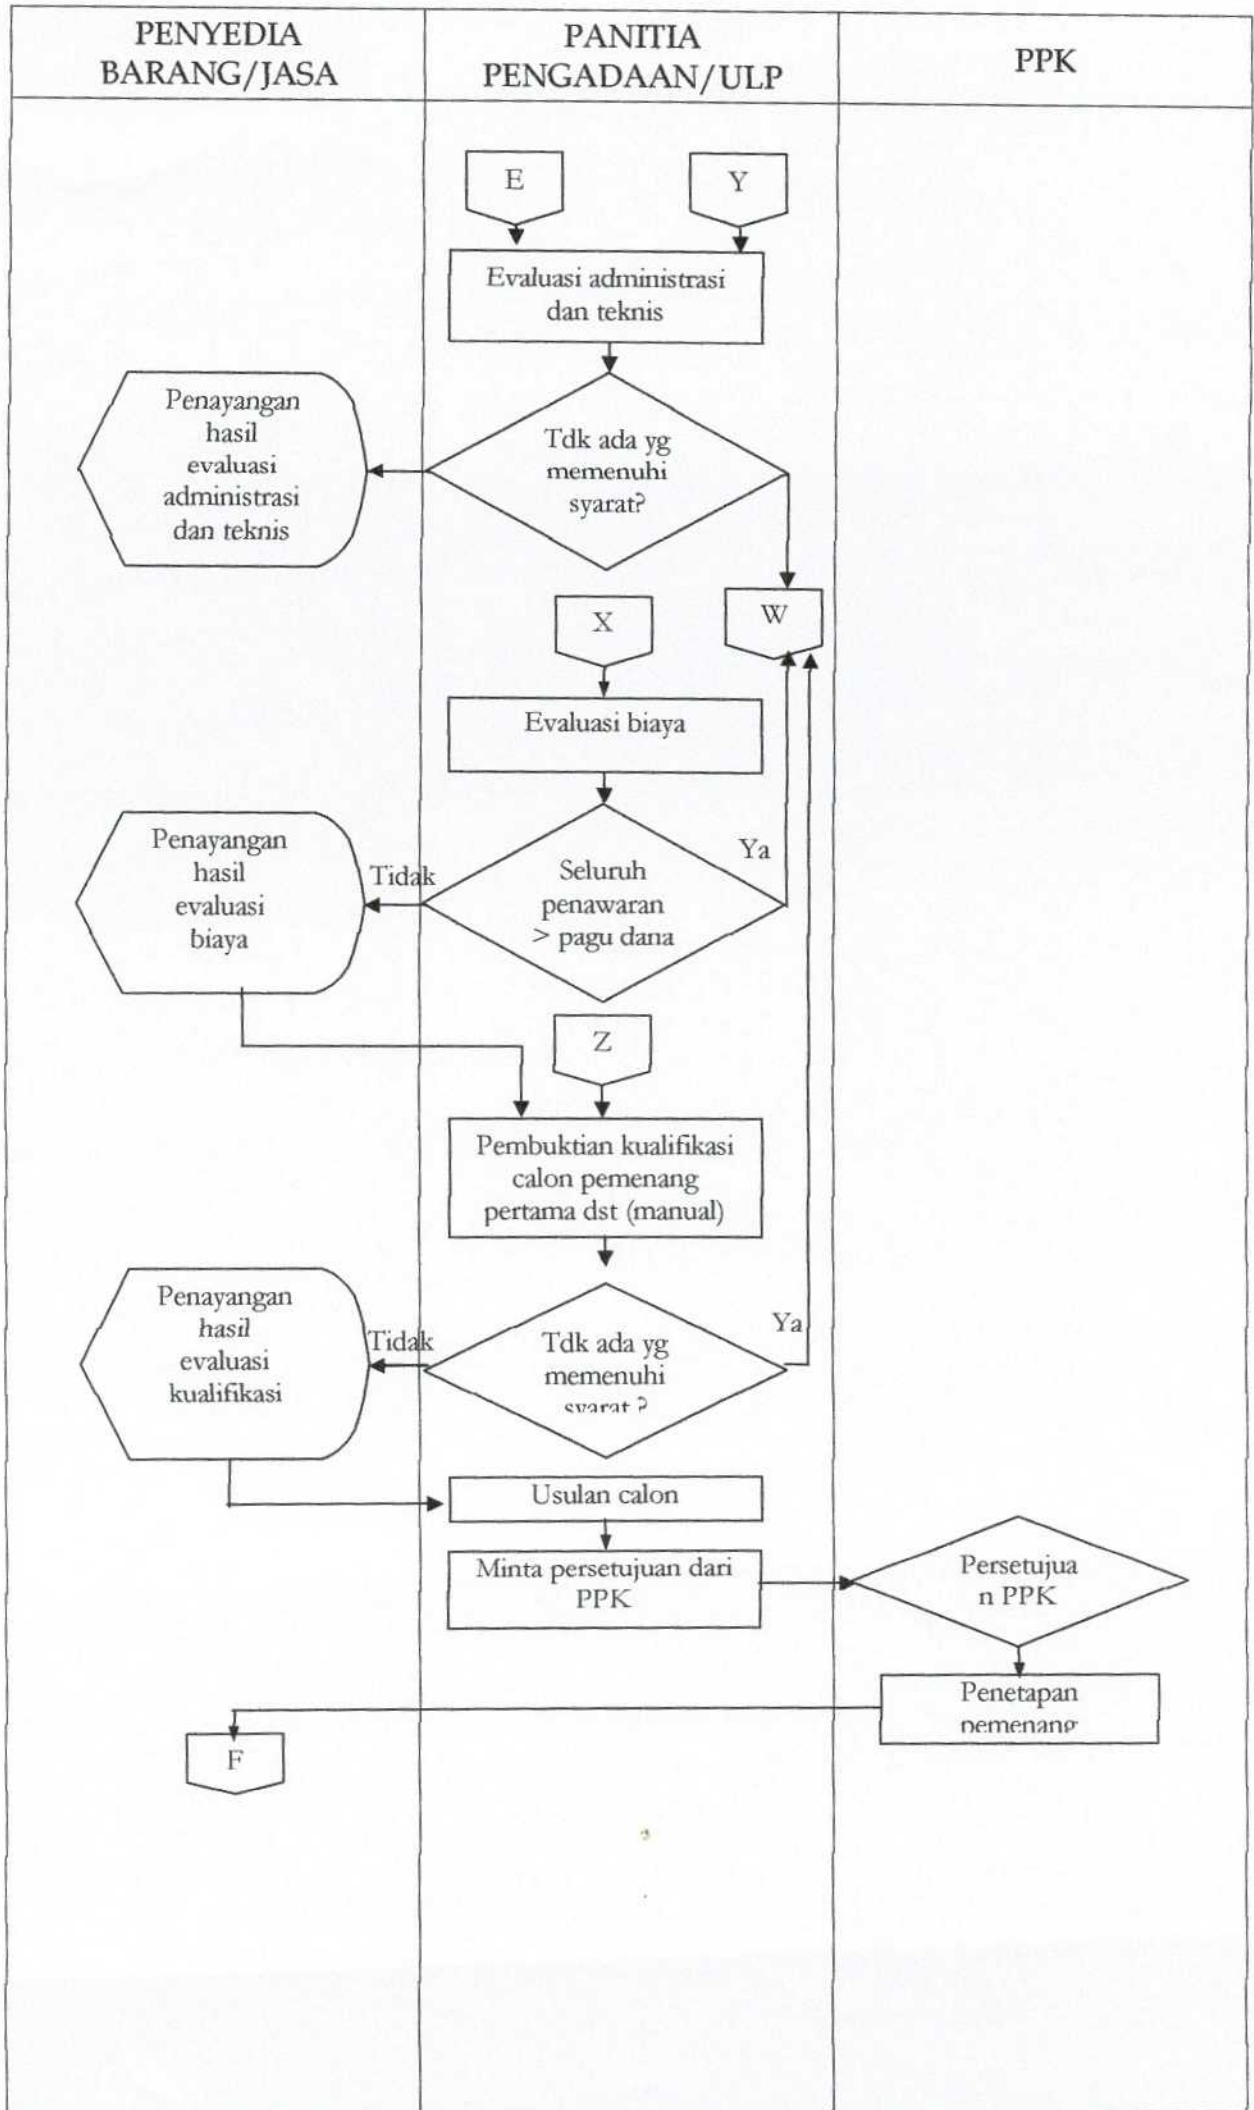 PENYEDIA
BARANG/JASA
PANITIA
PENGADAAN/ULP
PPK
E
Y
Evaluasi administrasi
dan teknis
Penayangan
hasil
evaluasi
administrasi
dan teknis
Tdk ada yg
memenuhi
syarat?
X
W
Evaluasi biaya
Penayangan
hasil
evaluasi
biaya
Tidak
Seluruh
penawaran
> pagu dana
Ya
Z
Pembuktian kualifikasi
calon pemenang
pertama dst (manual)
Penayangan
hasil
evaluasi
kualifikasi
Tidak
Tdk ada yg
memenuhi
syarat ?
Ya
Usulan calon
Minta persetujuan dari
PPK
Persetujua
n PPK
Penetapan
pemenang
F